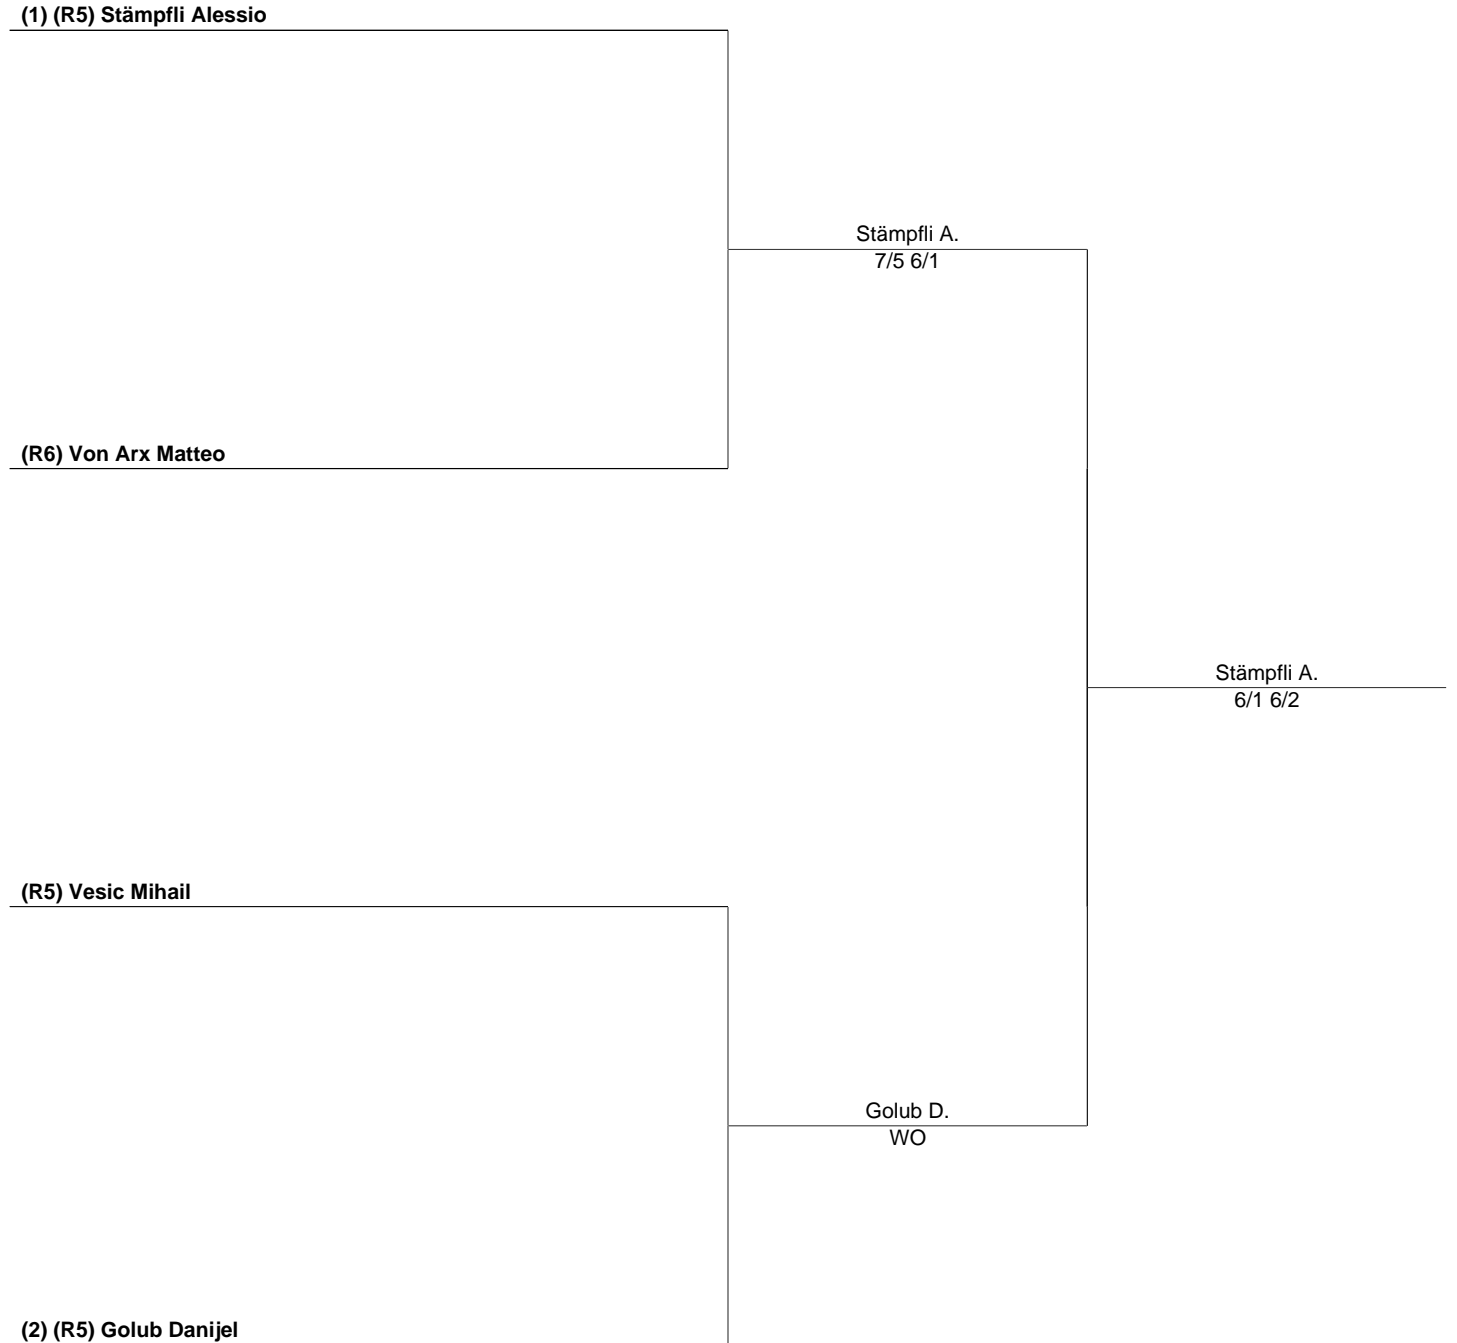 (1) (R5) Stämpfli Alessio
Stämpfli A.
7/5 6/1
(R6) Von Arx Matteo
Stämpfli A.
6/1 6/2
(R5) Vesic Mihail
Golub D.
WO
(2) (R5) Golub Danijel